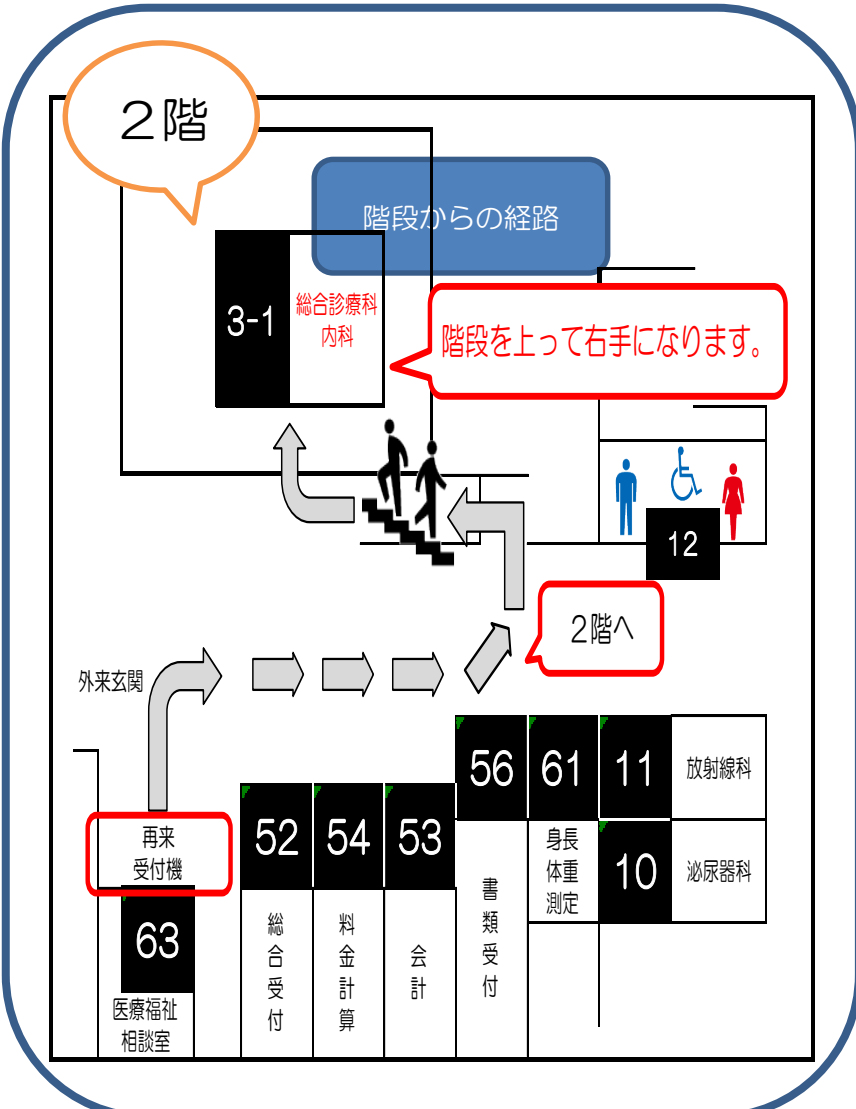 2階
階段からの経路
3-1
総合診療科
内科
階段を上って右手になります。
12
2階へ
外来玄関
再来
受付機
63
医療福祉
相談室
52
総合受付
54
料金計算
53
会計
56
書類受付
61
身長
体重
測定
11
放射線科
10
泌尿器科